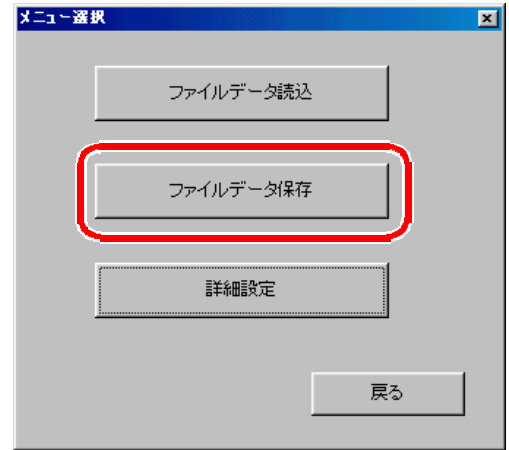 メニュー選択
ファイルデータ読込
ファイルデータ保存
詳細設定
戻る